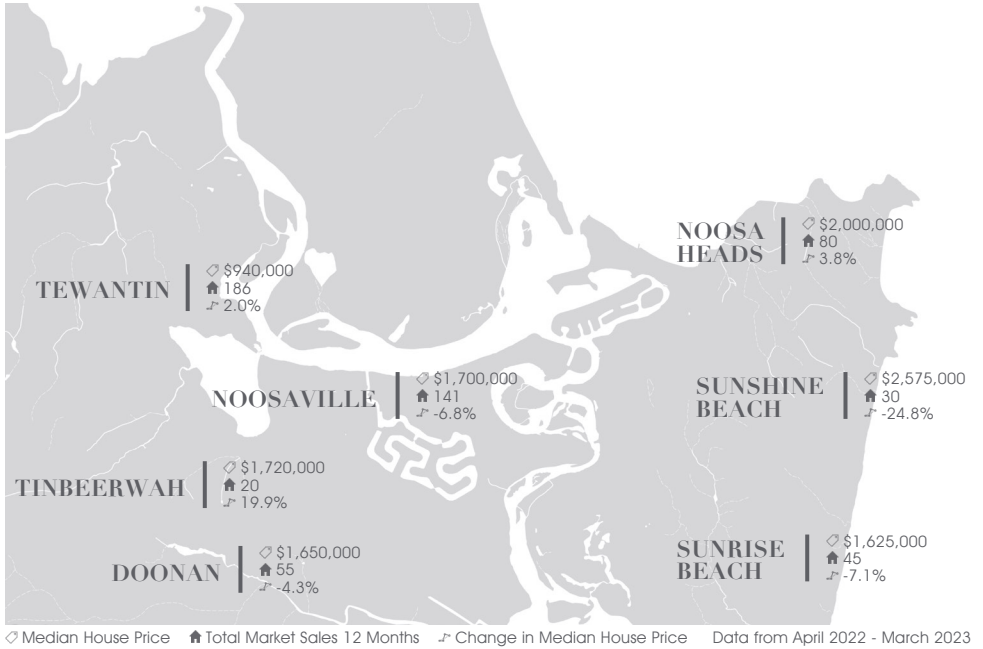 NOOSA
HEADS
$2,000,000
80
3.8%
TEWANTIN
$940,000
186
2.0%
NOOSAVILLE
$1,700,000
141
-6.8%
SUNSHINE
BEACH
$2,575,000
30
-24.8%
TINBEERWAH
$1,720,000
20
19.9%
DOONAN
$1,650,000
55
-4.3%
SUNRISE
BEACH
$1,625,000
45
-7.1%
Median House Price Total Market Sales 12 Months Change in Median House Price Data from April 2022 - March 2023